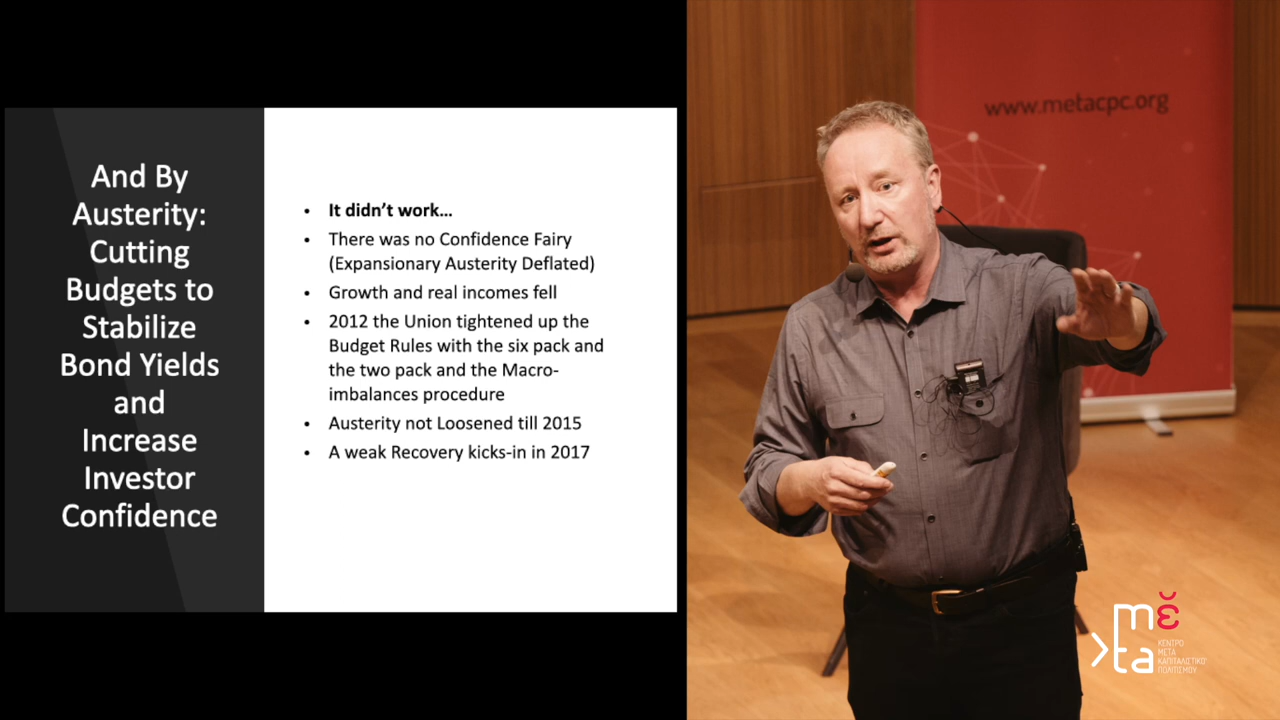 And By
Austerity:
Cutting
Budgets to
Stabilize
Bond Yields
and
Increase
Investor
Confidence
• It didn’t work…
• There was no Confidence Fairy
(Expansionary Austerity Deflated)
• Growth and real incomes fell
• 2012 the Union tightened up the
Budget Rules with the six pack and
the two pack and the Macro-
imbalances procedure
• Austerity not Loosened till 2015
• A weak Recovery kicks-in in 2017
www.metacpc.org
mε
ta
ΚΕΝΤΡΟ
ΜΕΤΑ
ΚΑΠΙΤΑΛΙΣΤΙΚΟΥ
ΠΟΛΙΤΙΣΜΟΥ